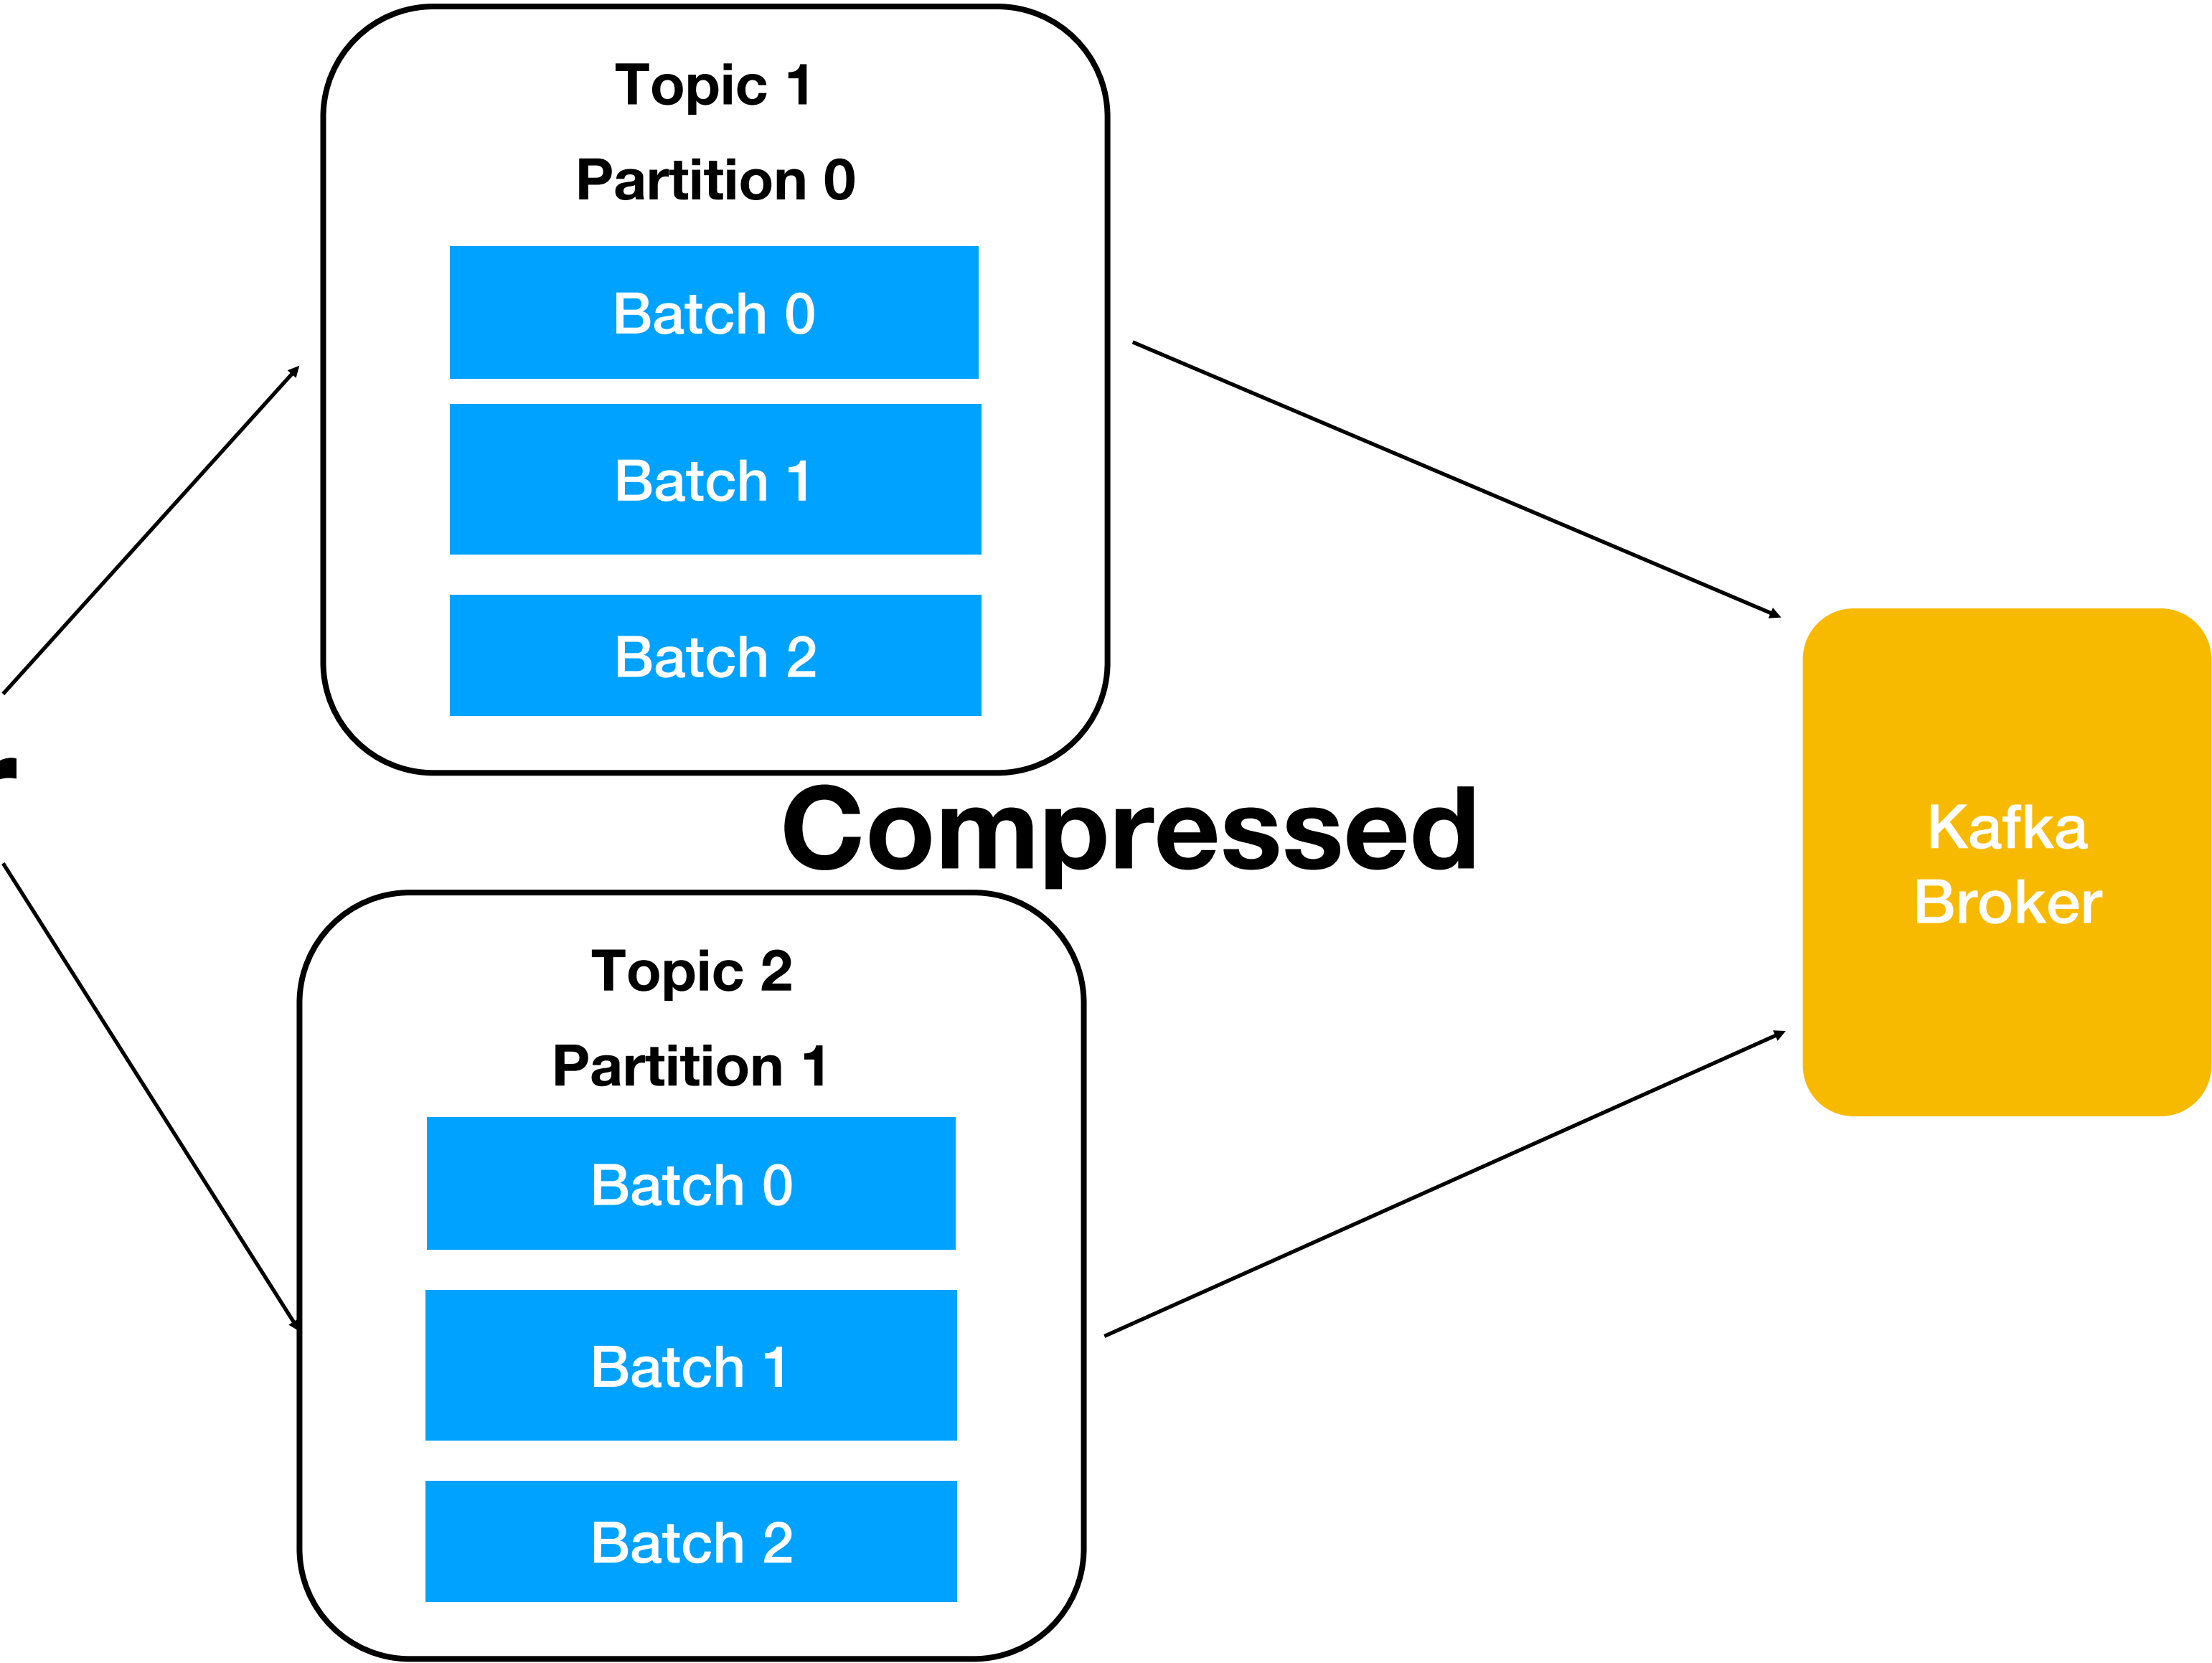 Topic 1
Partition 0
Batch 0
Batch 1
Batch 2
Compressed
Topic 2
Partition 1
Batch 0
Batch 1
Batch 2
Kafka
Broker